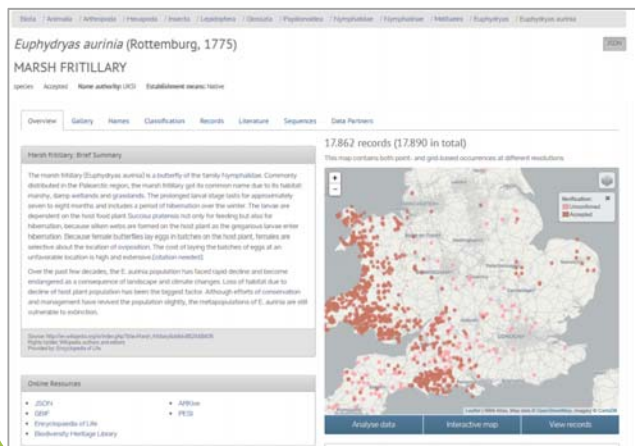 Biota / Animalia / Arthropoda / Hexapoda / Insecta / Lepidoptera / Glossata / Papilionoidea / Nymphalidae / Nymphalinae / Melitaeini / Euphydryas / Euphydryas aurinia
Euphydryas aurinia (Rottemburg, 1775)
JSON
MARSH FRITILLARY
species Accepted Name authority: UKSI Establishment means: Native
Overview Gallery Names Classification Records Literature Sequences Data Partners
Marsh fritillary: Brief Summary
The marsh fritillary (Euphydryas aurinia) is a butterfly of the family Nymphalidae. Commonly
distributed in the Palearctic region, the marsh fritillary got its common name due to its habitat:
marshy, damp wetlands and grasslands. The prolonged larval stage lasts for approximately
seven to eight months and includes a period of hibernation over the winter. The larvae are
dependent on the host food plant Succisa pratensis not only for feeding but also for
hibernation, because silken webs are formed on the host plant as the gregarious larvae enter
hibernation. Because female butterflies lay eggs in batches on the host plant, females are
selective about the location of oviposition. The cost of laying the batches of eggs at an
unfavorable location is high and extensive.[citation needed]
Over the past few decades, the E. aurinia population has faced rapid decline and become
endangered as a consequence of landscape and climate changes. Loss of habitat due to
decline of host plant population has been the biggest factor. Although efforts of conservation
and management have revived the population slightly, the metapopulations of E. aurinia are still
vulnerable to extinction.
Rights holder: Wikipedia authors and editors
Provided by: Encyclopedia of Life
Online Resources
JSON
GBIF
Encyclopaedia of Life
Biodiversity Heritage Library
ARKive
PESI
17.862 records (17.890 in total)
This map contains both point- and grid-based occurrences at different resolutions
+
-
Verification:
Unconfirmed
Accepted
Analyse data Interactive map View records